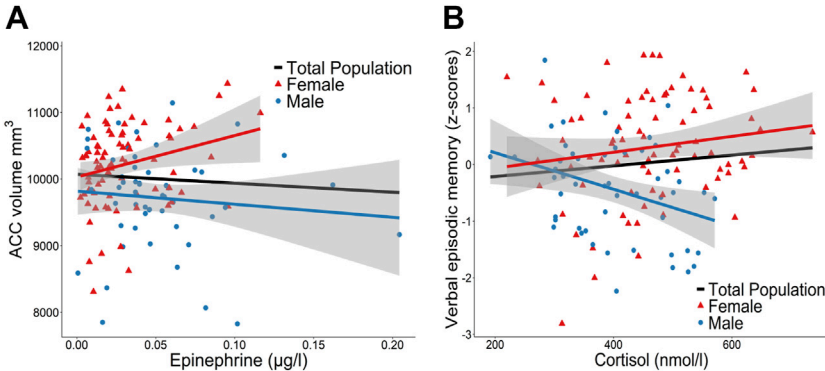 A
ACC volume mm³
12000
11000
10000
9000
8000
Total Population
Female
Male
0.00 0.05 0.10 0.15 0.20
Epinephrine (µg/l)
B
Verbal episodic memory (z-scores)
2
1
0
-1
-2
-3
Total Population
Female
Male
200 400 600
Cortisol (nmol/l)